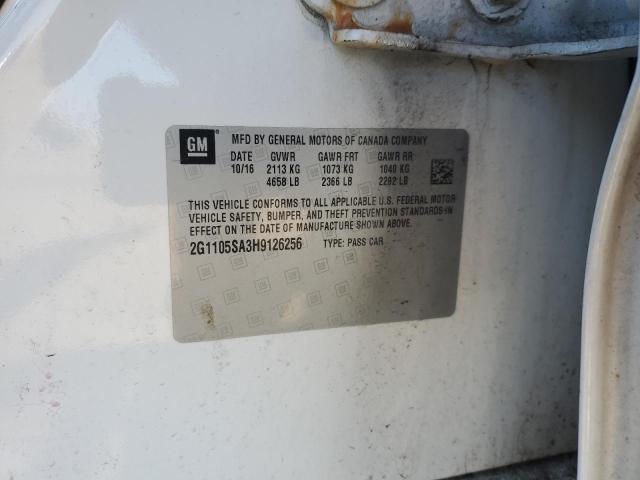 GM
MFD BY GENERAL MOTORS OF CANADA COMPANY
DATE GVWR GAWR FRT GAWR RR
10/16 2113 KG 1073 KG 1040 KG
4658 LB 2366 LB 2292 LB
THIS VEHICLE CONFORMS TO ALL APPLICABLE U.S. FEDERAL MOTOR
VEHICLE SAFETY, BUMPER, AND THEFT PREVENTION STANDARDS IN
EFFECT ON THE DATE OF MANUFACTURE SHOWN ABOVE.
2G1105SA3H9126256 TYPE: PASS CAR